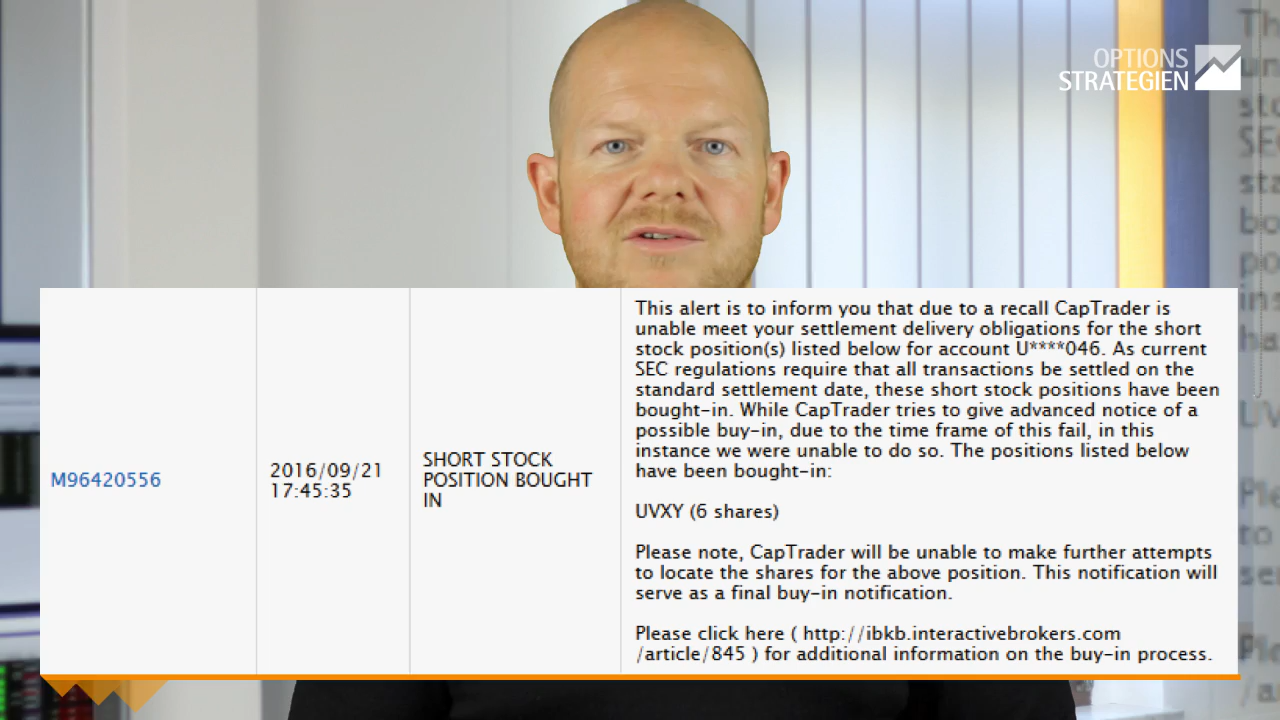 OPTIONS
STRATEGIEN
M96420556
2016/09/21
17:45:35
SHORT STOCK
POSITION BOUGHT
IN
This alert is to inform you that due to a recall CapTrader is
unable meet your settlement delivery obligations for the short
stock position(s) listed below for account U****046. As current
SEC regulations require that all transactions be settled on the
standard settlement date, these short stock positions have been
bought-in. While CapTrader tries to give advanced notice of a
possible buy-in, due to the time frame of this fail, in this
instance we were unable to do so. The positions listed below
have been bought-in:
UVXY (6 shares)
Please note, CapTrader will be unable to make further attempts
to locate the shares for the above position. This notification will
serve as a final buy-in notification.
Please click here ( http://ibkb.interactivebrokers.com
/article/845 ) for additional information on the buy-in process.